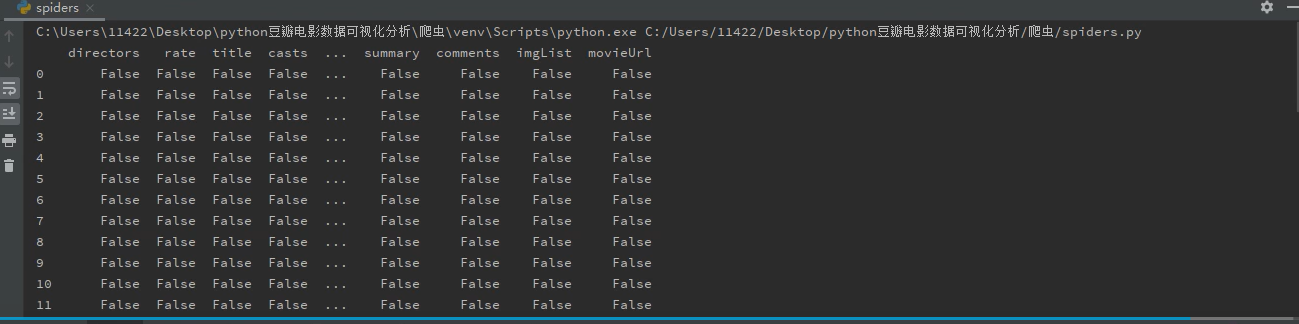 spiders
C:\Users\11422\Desktop\python豆瓣电影数据可视化分析\爬虫\venv\Scripts\python.exe C:/Users/11422/Desktop/python豆瓣电影数据可视化分析/爬虫/spiders.py
directors rate title casts ... summary comments imgList movieUrl
0 False False False False ... False False False False
1 False False False False ... False False False False
2 False False False False ... False False False False
3 False False False False ... False False False False
4 False False False False ... False False False False
5 False False False False ... False False False False
6 False False False False ... False False False False
7 False False False False ... False False False False
8 False False False False ... False False False False
9 False False False False ... False False False False
10 False False False False ... False False False False
11 False False False False ... False False False False